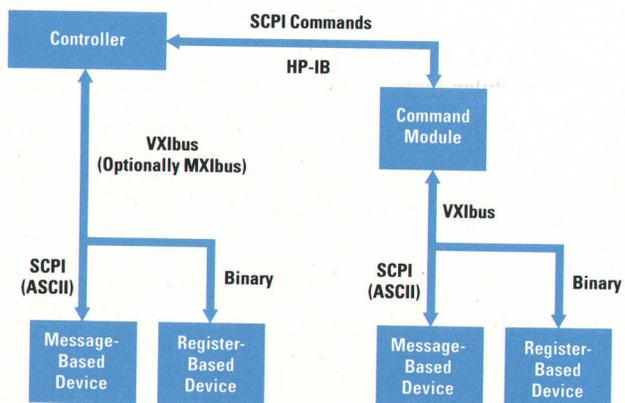 SCPI Commands
Controller
HP-IB
Command
Module
VXIbus
(Optionally MXIbus)
VXIbus
SCPI
(ASCII)
Binary
SCPI
(ASCII)
Binary
Message-
Based
Device
Register-
Based
Device
Message-
Based
Device
Register-
Based
Device